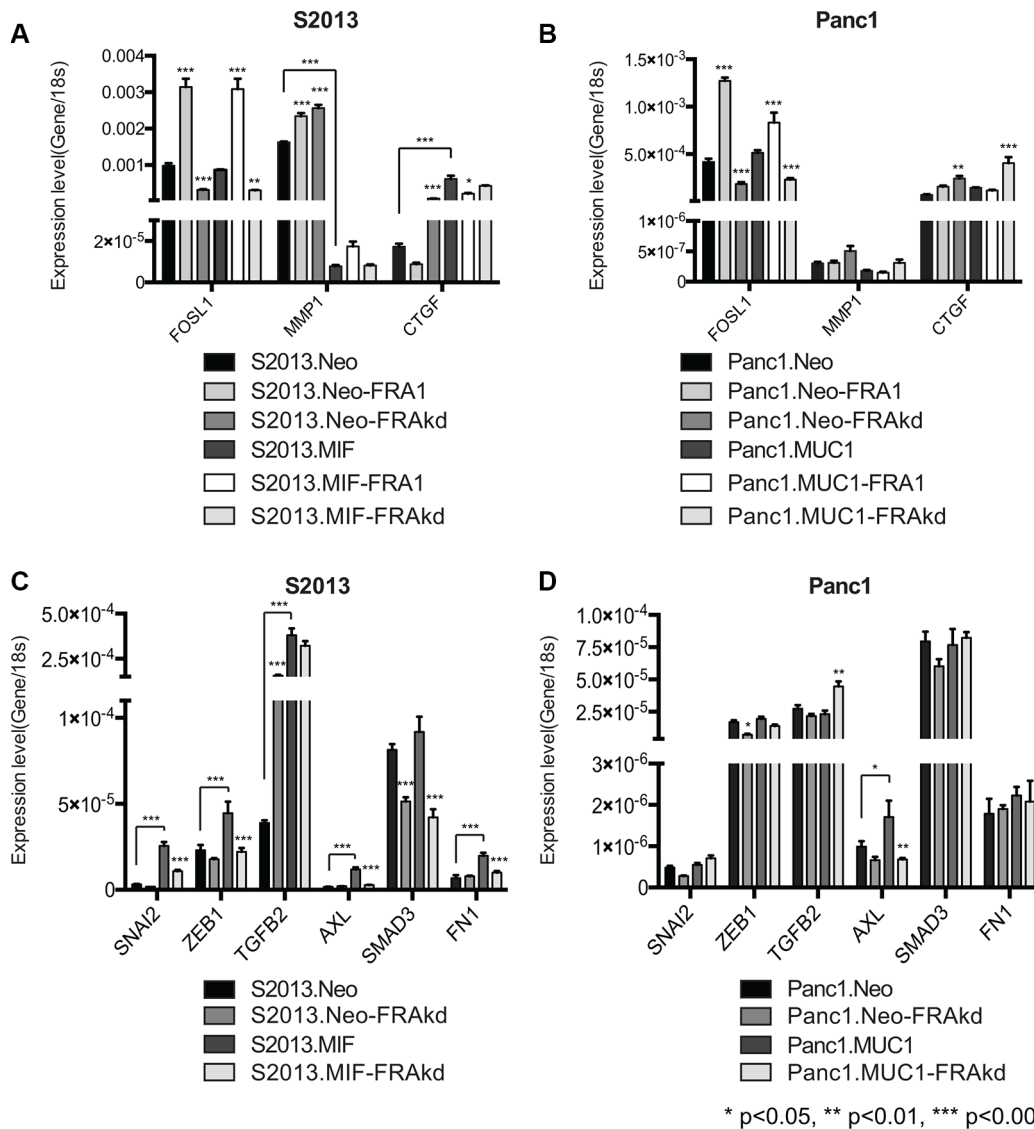 A
S2013
Expression level(Gene/18s)
0.004
0.003
0.002
0.001
2×10-5
0
***
***
**
***
***
***
***
***
***
*
FOSL1
MMP1
CTGF
S2013.Neo
S2013.Neo-FRA1
S2013.Neo-FRAkd
S2013.MIF
S2013.MIF-FRA1
S2013.MIF-FRAkd
B
Panc1
Expression level(Gene/18s)
1.5×10-3
1.0×10-3
5.0×10-4
1×10-6
5×10-7
0
***
***
***
***
**
***
FOSL1
MMP1
CTGF
Panc1.Neo
Panc1.Neo-FRA1
Panc1.Neo-FRAkd
Panc1.MUC1
Panc1.MUC1-FRA1
Panc1.MUC1-FRAkd
C
S2013
Expression level(Gene/18s)
5.0×10-4
2.5×10-4
1×10-4
5×10-5
0
***
***
***
***
***
***
***
***
***
***
***
***
SNAI2
ZEB1
TGFB2
AXL
SMAD3
FN1
S2013.Neo
S2013.Neo-FRAkd
S2013.MIF
S2013.MIF-FRAkd
D
Panc1
Expression level(Gene/18s)
1.0×10-4
7.5×10-5
5.0×10-5
2.5×10-5
3×10-6
2×10-6
1×10-6
0
*
**
*
**
SNAI2
ZEB1
TGFB2
AXL
SMAD3
FN1
Panc1.Neo
Panc1.Neo-FRAkd
Panc1.MUC1
Panc1.MUC1-FRAkd
* p<0.05, ** p<0.01, *** p<0.00